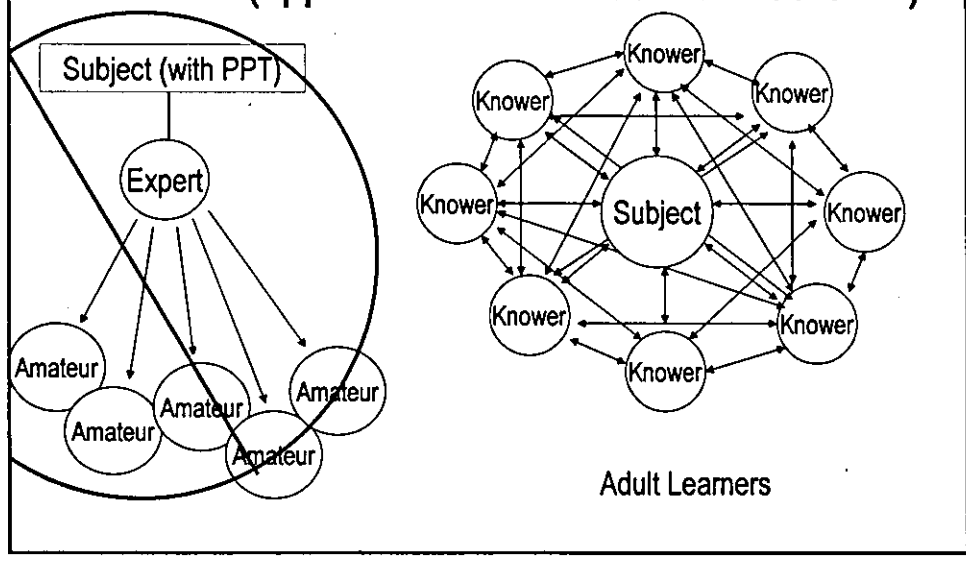 Subject (with PPT)
Expert
Amateur
Amateur
Amateur
Amateur
Amateur
Knower
Knower
Knower
Knower
Subject
Knower
Knower
Knower
Knower
Adult Learners